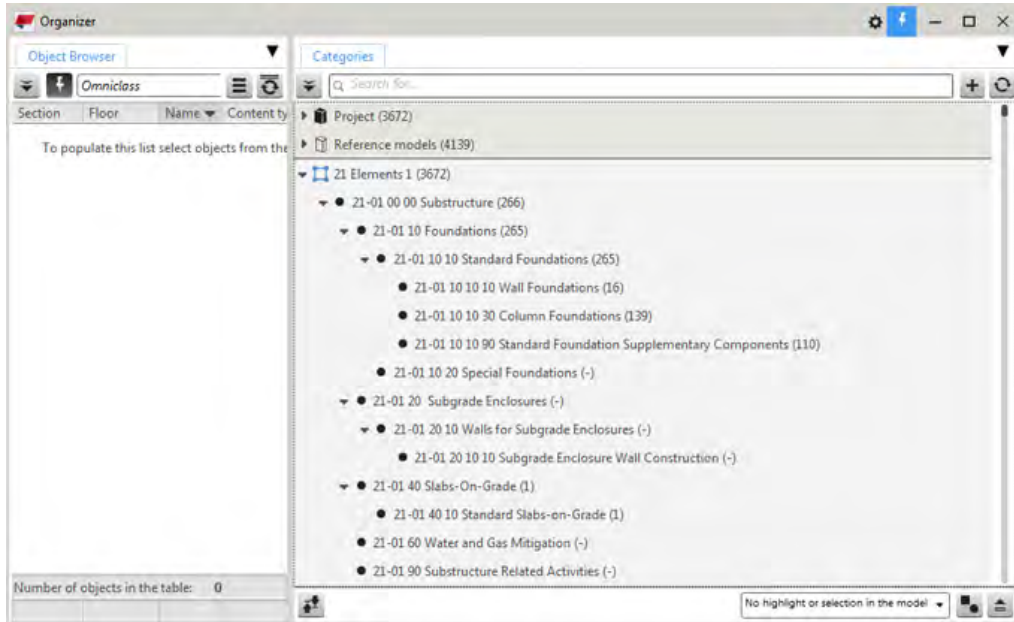 Organizer
Object Browser
Categories
Omniclass
Search for...
Section Floor Name Content ty
To populate this list select objects from the
Project (3672)
Reference models (4139)
21 Elements 1 (3672)
21-01 00 00 Substructure (266)
21-01 10 Foundations (265)
21-01 10 10 Standard Foundations (265)
21-01 10 10 10 Wall Foundations (16)
21-01 10 10 30 Column Foundations (139)
21-01 10 10 90 Standard Foundation Supplementary Components (110)
21-01 10 20 Special Foundations (-)
21-01 20 Subgrade Enclosures (-)
21-01 20 10 Walls for Subgrade Enclosures (-)
21-01 20 10 10 Subgrade Enclosure Wall Construction (-)
21-01 40 Slabs-On-Grade (1)
21-01 40 10 Standard Slabs-on-Grade (1)
21-01 60 Water and Gas Mitigation (-)
21-01 90 Substructure Related Activities (-)
Number of objects in the table: 0
No highlight or selection in the model